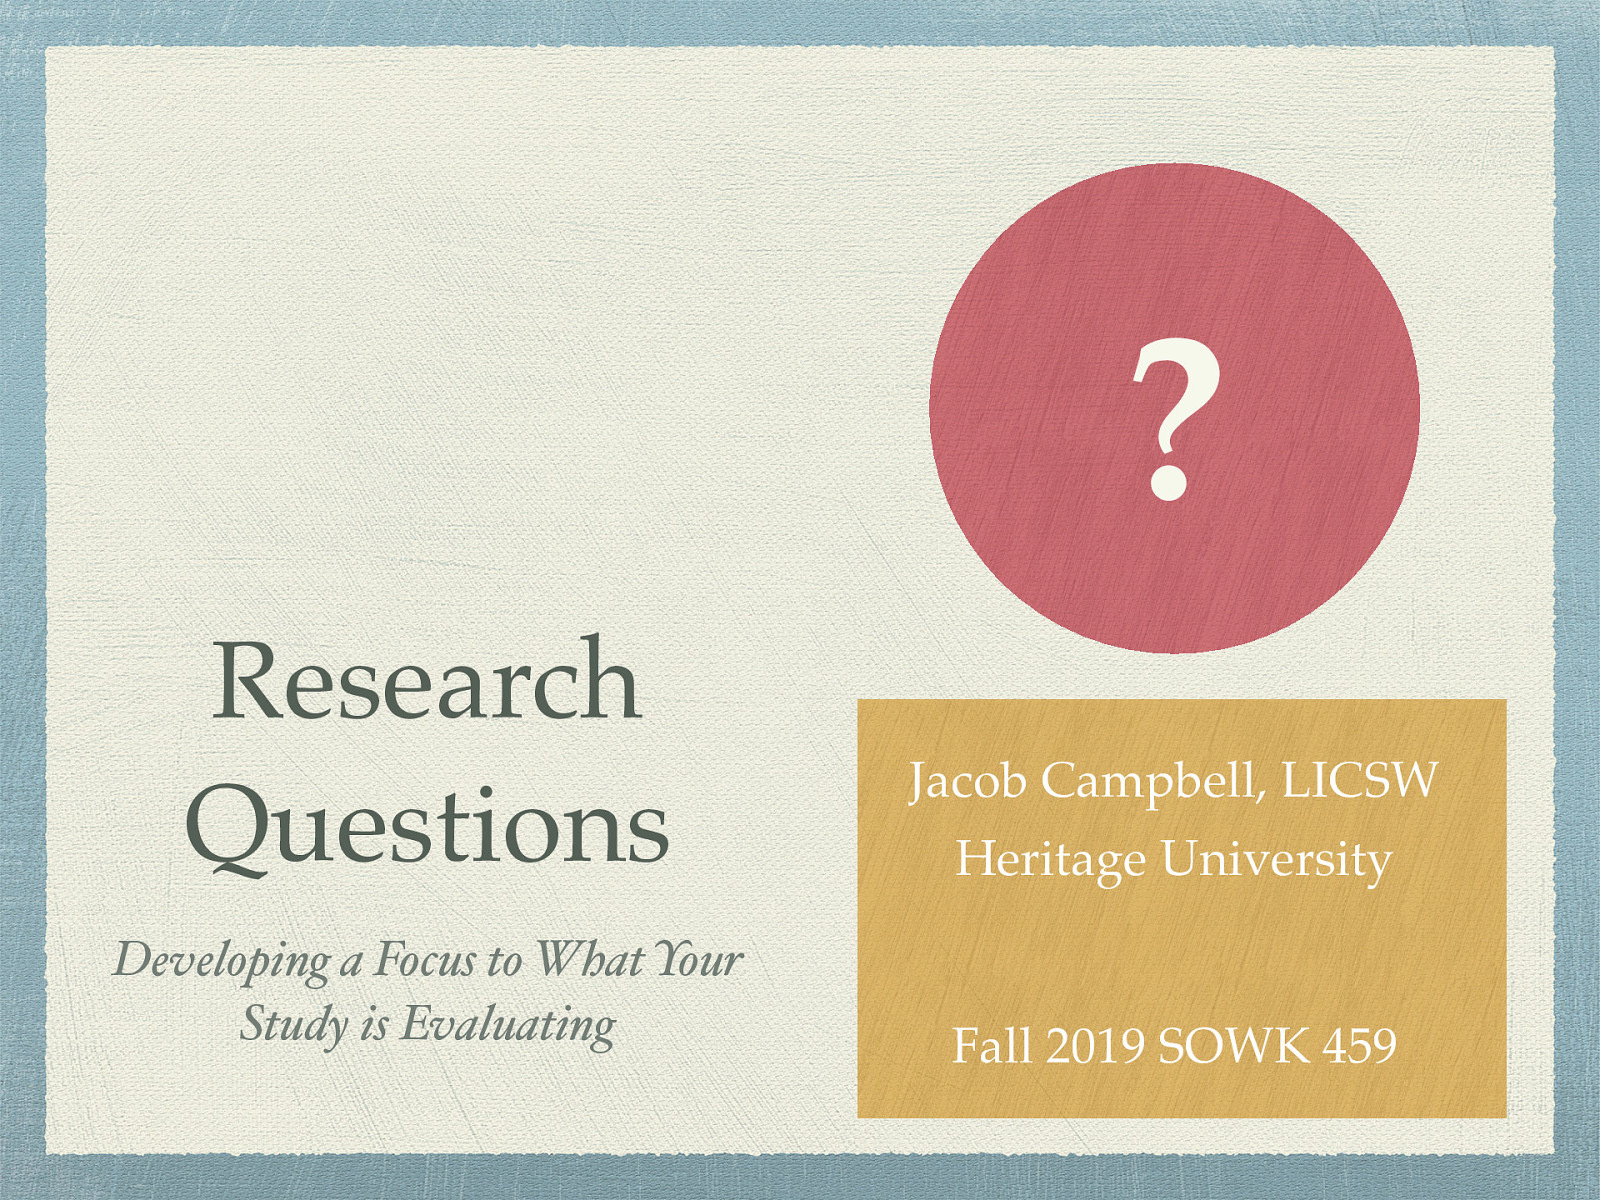 Research
Questions
Developing a Focus to What Your
Study is Evaluating
?
Jacob Campbell, LICSW
Heritage University
Fall 2019 SOWK 459